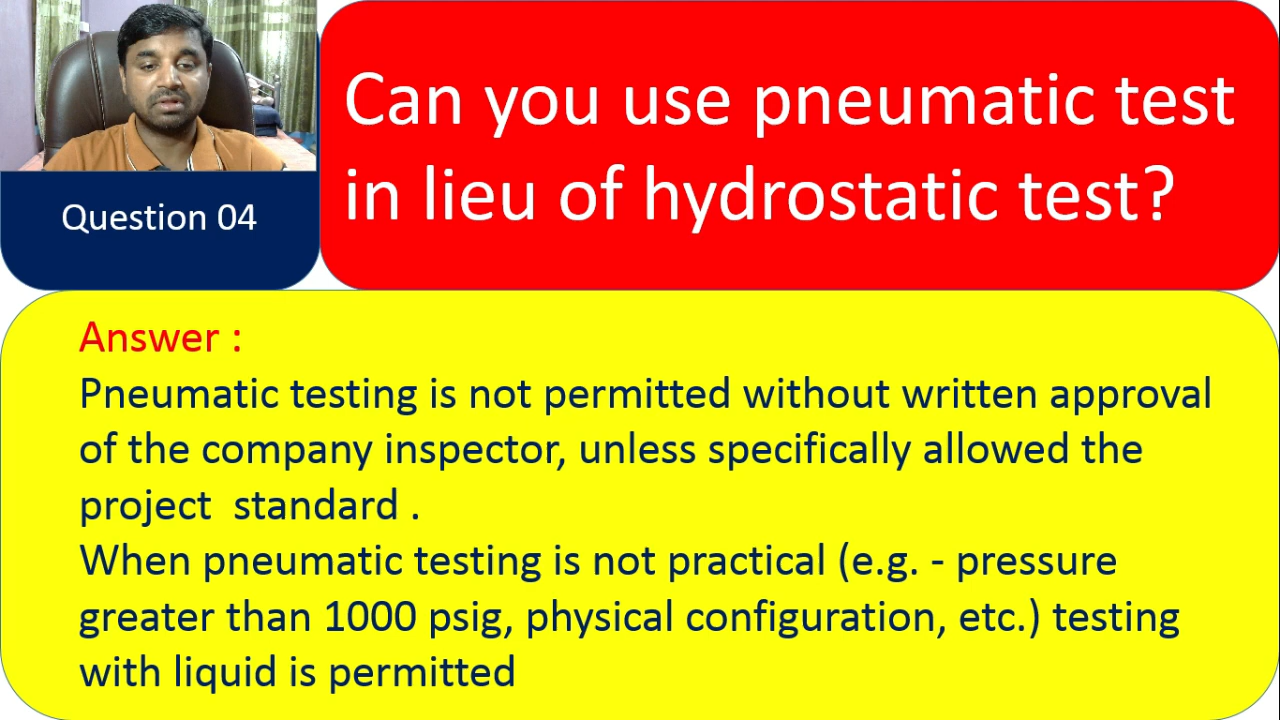 Question 04
Can you use pneumatic test
in lieu of hydrostatic test?
Answer :
Pneumatic testing is not permitted without written approval
of the company inspector, unless specifically allowed the
project  standard .
When pneumatic testing is not practical (e.g. - pressure
greater than 1000 psig, physical configuration, etc.) testing
with liquid is permitted